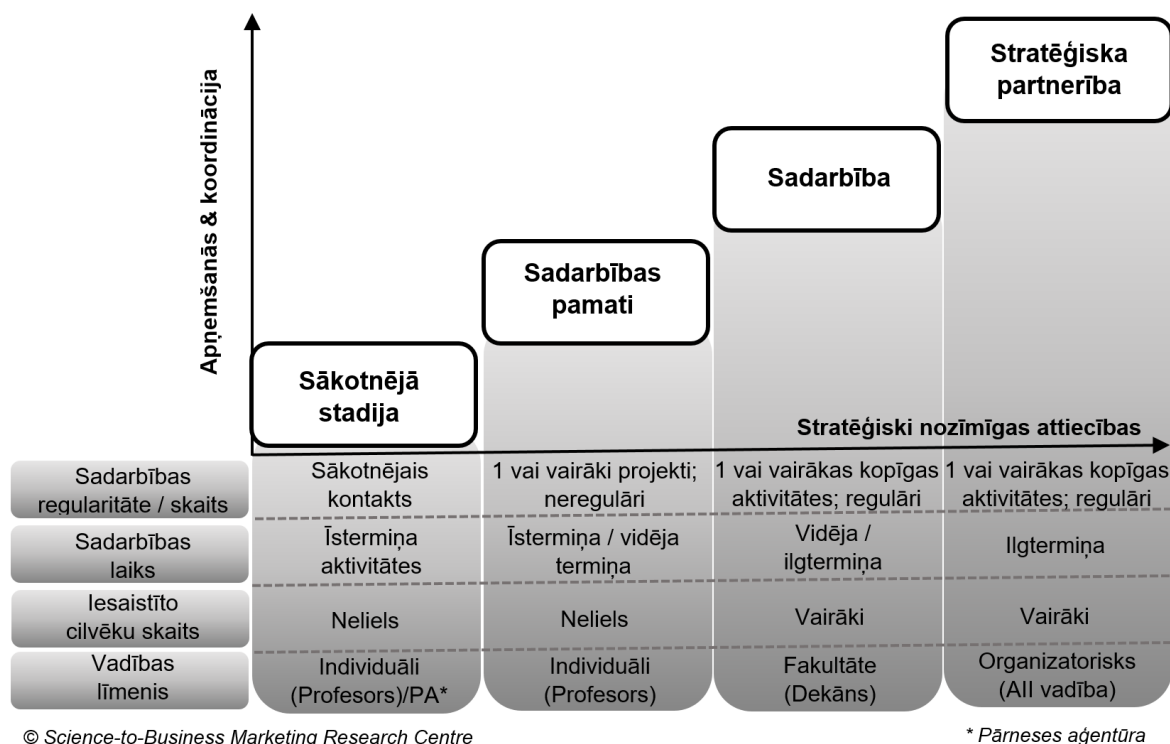 Apņemšanās & koordinācija
Stratēģiska
partnerība
Sadarbība
Sadarbības
pamati
Sākotnējā
stadija
Stratēģiski nozīmīgas attiecības
Sadarbības
regularitāte / skaits
Sākotnējais
kontakts
1 vai vairāki projekti;
neregulāri
1 vai vairākas kopīgas
aktivitātes; regulāri
1 vai vairākas kopīgas
aktivitātes; regulāri
Sadarbības
laiks
Īstermiņa
aktivitātes
Īstermiņa / vidēja
termiņa
Vidēja /
ilgtermiņa
Ilgtermiņa
Iesaistīto
cilvēku skaits
Neliels
Neliels
Vairāki
Vairāki
Vadības
līmenis
Individuāli
(Profesors)/PA*
Individuāli
(Profesors)
Fakultāte
(Dekāns)
Organizatorisks
(AII vadība)
© Science-to-Business Marketing Research Centre
* Pārneses aģentūra